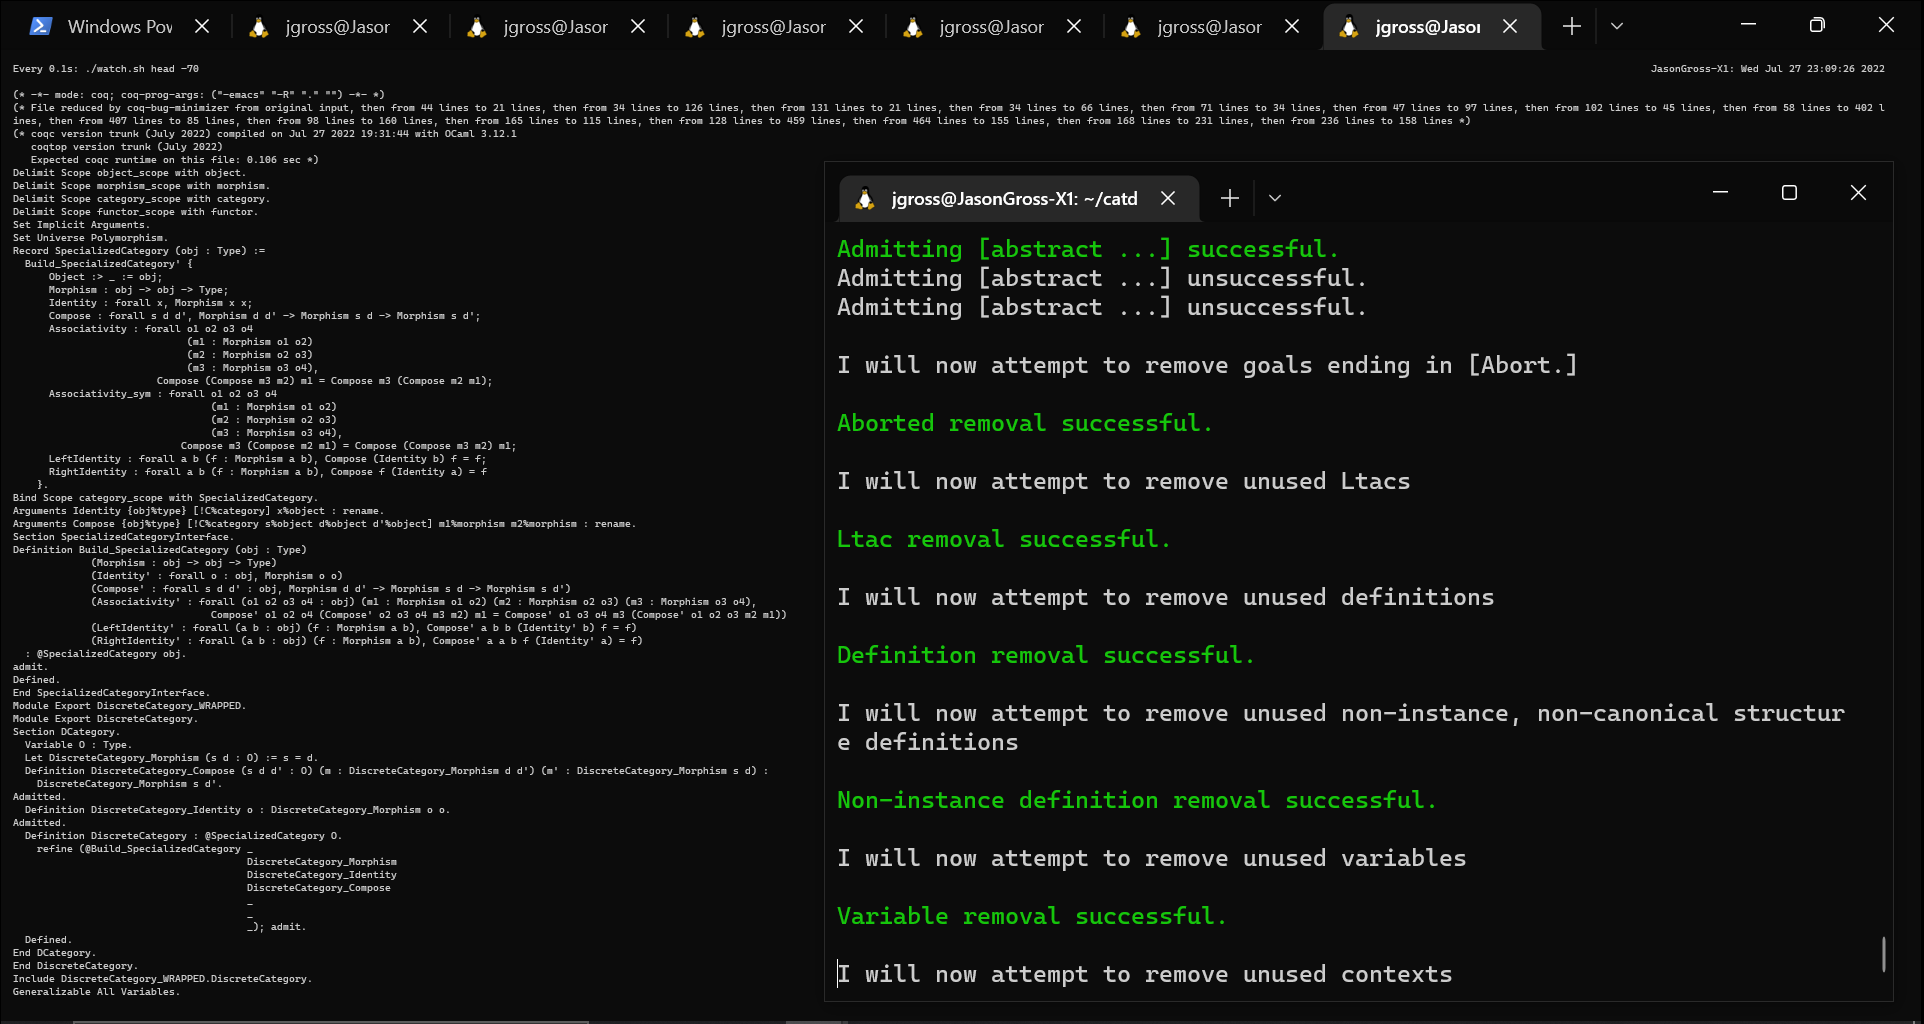 Windows Pov
jgross@Jasor
jgross@Jasor
jgross@Jasor
jgross@Jasor
jgross@Jasor
jgross@Jasor
Every 0.1s: ./watch.sh head -70
JasonGross-X1: Wed Jul 27 23:09:26 2022
(* -*- mode: coq; coq-prog-args: ("-emacs" "-R" "." "") -*- *)
(* File reduced by coq-bug-minimizer from original input, then from 44 lines to 21 lines, then from 34 lines to 126 lines, then from 131 lines to 21 lines, then from 34 lines to 66 lines, then from 71 lines to 34 lines, then from 47 lines to 97 lines, then from 102 lines to 45 lines, then from 58 lines to 402 l
ines, then from 407 lines to 85 lines, then from 98 lines to 160 lines, then from 165 lines to 115 lines, then from 128 lines to 459 lines, then from 464 lines to 155 lines, then from 168 lines to 231 lines, then from 236 lines to 158 lines *)
(* coqc version trunk (July 2022) compiled on Jul 27 2022 19:31:44 with OCaml 3.12.1
   coqtop version trunk (July 2022)
   Expected coqc runtime on this file: 0.106 sec *)
Delimit Scope object_scope with object.
Delimit Scope morphism_scope with morphism.
Delimit Scope category_scope with category.
Delimit Scope functor_scope with functor.
Set Implicit Arguments.
Set Universe Polymorphism.
Record SpecializedCategory (obj : Type) :=
  Build_SpecializedCategory' {
      Object :> _ := obj;
      Morphism : obj -> obj -> Type;
      Identity : forall x, Morphism x x;
      Compose : forall s d d', Morphism d d' -> Morphism s d -> Morphism s d';
      Associativity : forall o1 o2 o3 o4
                             (m1 : Morphism o1 o2)
                             (m2 : Morphism o2 o3)
                             (m3 : Morphism o3 o4),
                        Compose (Compose m3 m2) m1 = Compose m3 (Compose m2 m1);
      Associativity_sym : forall o1 o2 o3 o4
                                 (m1 : Morphism o1 o2)
                                 (m2 : Morphism o2 o3)
                                 (m3 : Morphism o3 o4),
                            Compose m3 (Compose m2 m1) = Compose (Compose m3 m2) m1;
      LeftIdentity : forall a b (f : Morphism a b), Compose (Identity b) f = f;
      RightIdentity : forall a b (f : Morphism a b), Compose f (Identity a) = f
    }.
Bind Scope category_scope with SpecializedCategory.
Arguments Identity {obj%type} [!C%category] x%object : rename.
Arguments Compose {obj%type} [!C%category s%object d%object d'%object] m1%morphism m2%morphism : rename.
Section SpecializedCategoryInterface.
Definition Build_SpecializedCategory (obj : Type)
             (Morphism : obj -> obj -> Type)
             (Identity' : forall o : obj, Morphism o o)
             (Compose' : forall s d d' : obj, Morphism d d' -> Morphism s d -> Morphism s d')
             (Associativity' : forall (o1 o2 o3 o4 : obj) (m1 : Morphism o1 o2) (m2 : Morphism o2 o3) (m3 : Morphism o3 o4),
                                 Compose' o1 o2 o4 (Compose' o2 o3 o4 m3 m2) m1 = Compose' o1 o3 o4 m3 (Compose' o1 o2 o3 m2 m1))
             (LeftIdentity' : forall (a b : obj) (f : Morphism a b), Compose' a b b (Identity' b) f = f)
             (RightIdentity' : forall (a b : obj) (f : Morphism a b), Compose' a a b f (Identity' a) = f)
  : @SpecializedCategory obj.
admit.
Defined.
End SpecializedCategoryInterface.
Module Export DiscreteCategory_WRAPPED.
Module Export DiscreteCategory.
Section DCategory.
  Variable O : Type.
  Let DiscreteCategory_Morphism (s d : O) := s = d.
  Definition DiscreteCategory_Compose (s d d' : O) (m : DiscreteCategory_Morphism d d') (m' : DiscreteCategory_Morphism s d) :
    DiscreteCategory_Morphism s d'.
Admitted.
  Definition DiscreteCategory_Identity o : DiscreteCategory_Morphism o o.
Admitted.
  Definition DiscreteCategory : @SpecializedCategory O.
    refine (@Build_SpecializedCategory _
                                       DiscreteCategory_Morphism
                                       DiscreteCategory_Identity
                                       DiscreteCategory_Compose
                                       _
                                       _
                                       _); admit.
  Defined.
End DCategory.
End DiscreteCategory.
Include DiscreteCategory_WRAPPED.DiscreteCategory.
Generalizable All Variables.
jgross@JasonGross-X1: ~/catd
Admitting [abstract ...] successful.
Admitting [abstract ...] unsuccessful.
Admitting [abstract ...] unsuccessful.
I will now attempt to remove goals ending in [Abort.]
Aborted removal successful.
I will now attempt to remove unused Ltacs
Ltac removal successful.
I will now attempt to remove unused definitions
Definition removal successful.
I will now attempt to remove unused non-instance, non-canonical structur
e definitions
Non-instance definition removal successful.
I will now attempt to remove unused variables
Variable removal successful.
I will now attempt to remove unused contexts